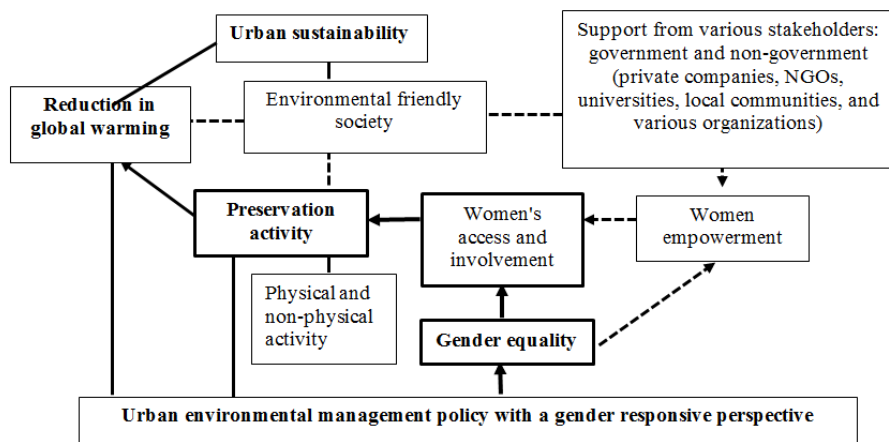 Urban sustainability
Support from various stakeholders:
government and non-government
(private companies, NGOs,
universities, local communities, and
various organizations)
Reduction in
global warming
Environmental friendly
society
Preservation
activity
Women's
access and
involvement
Women
empowerment
Physical and
non-physical
activity
Gender equality
Urban environmental management policy with a gender responsive perspective